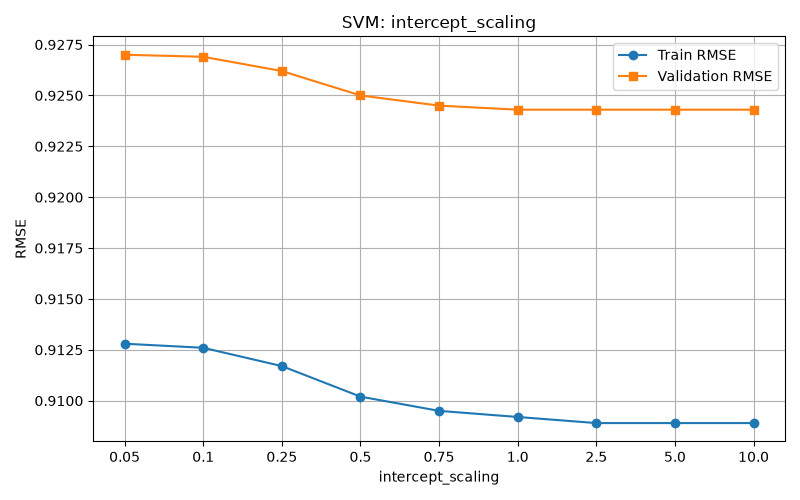 SVM: intercept_scaling
Train RMSE
Validation RMSE
RMSE
0.9275
0.9250
0.9225
0.9200
0.9175
0.9150
0.9125
0.9100
0.05 0.1 0.25 0.5 0.75 1.0 2.5 5.0 10.0
intercept_scaling